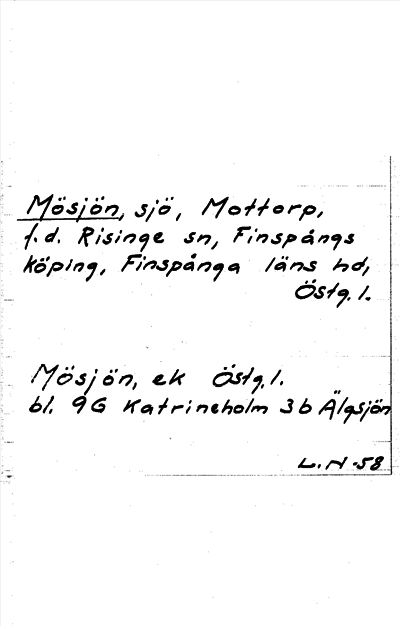 Mösjön, sjö, Mottorp,
f.d. Risinge sn, Finspångs
köping, Finspånga läns hd,
Östg. l.
Mösjön, ek Östg. l.
bl. 9G Katrineholm 3b Älgsjön
L.N -58